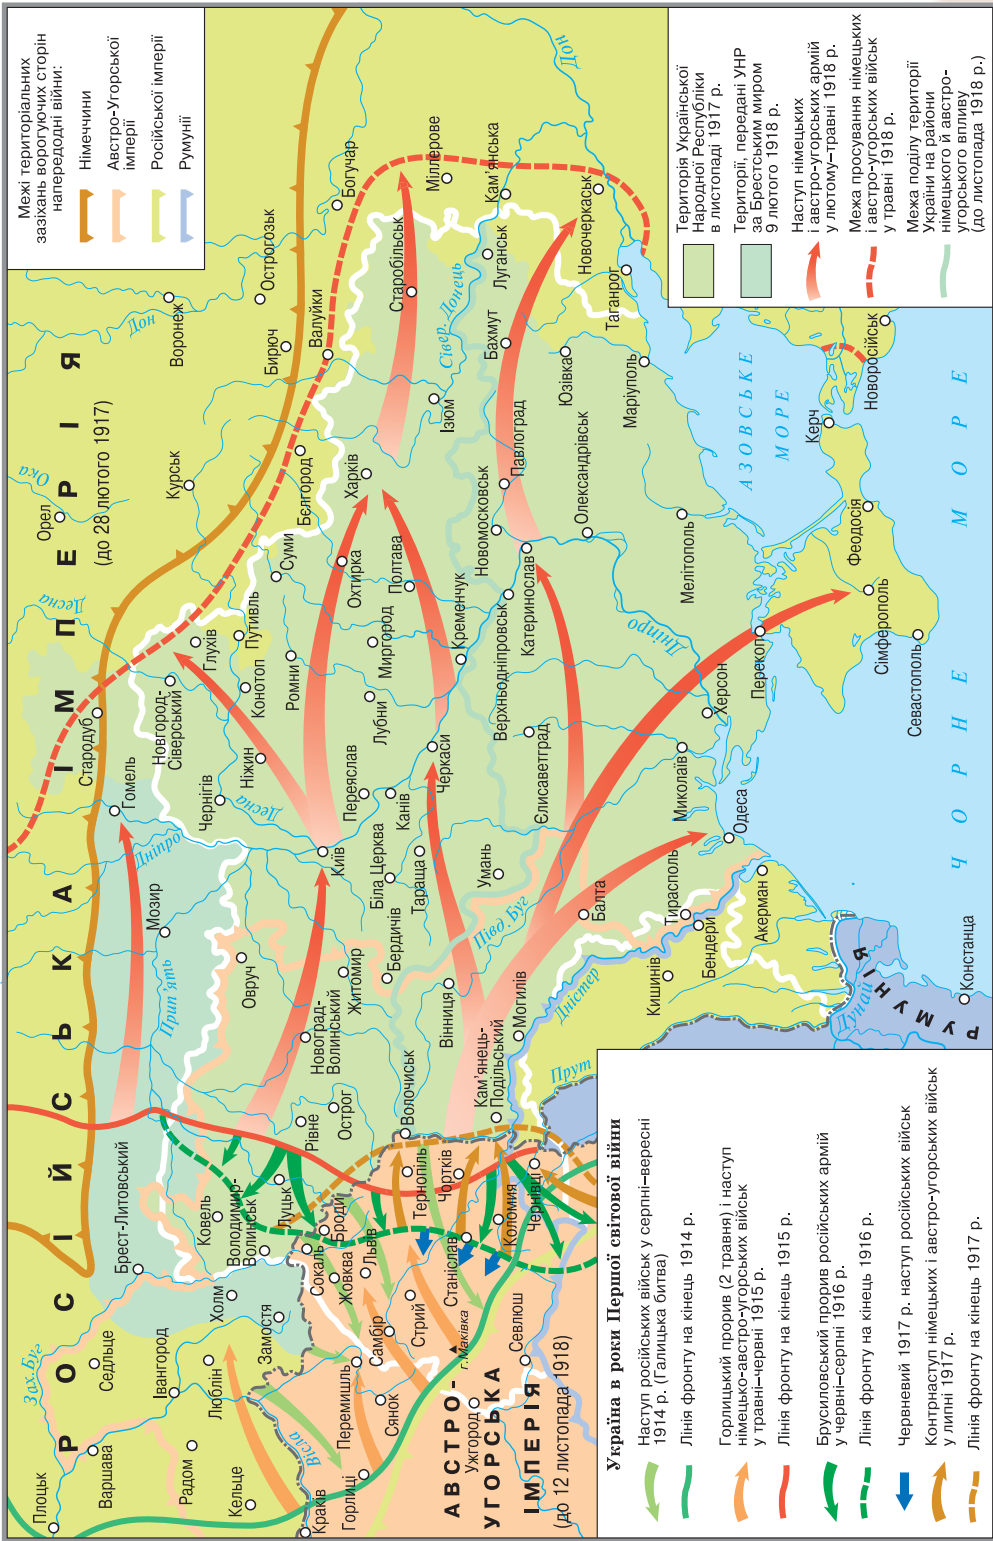 Межі територіальних
зазіхань ворогуючих сторін
напередодні війни:
Німеччини
Австро-Угорської
імперії
Російської імперії
Румунії
Територія Української
Народної Республіки
в листопаді 1917 р.
Території, передані УНР
за Брестським миром
9 лютого 1918 р.
Наступ німецьких
і австро-угорських армій
у лютому–травні 1918 р.
Межа просування німецьких
і австро-угорських військ
у травні 1918 р.
Межа поділу території
України на райони
німецького й австро-
угорського впливу
(до листопада 1918 р.)
Україна в роки Першої світової війни
Наступ російських військ у серпні–вересні
1914 р. (Галицька битва)
Лінія фронту на кінець 1914 р.
Горлицький прорив (2 травня) і наступ
німецько-австро-угорських військ
у травні–червні 1915 р.
Лінія фронту на кінець 1915 р.
Брусиловський прорив російських армій
у червні–серпні 1916 р.
Лінія фронту на кінець 1916 р.
Червневий 1917 р. наступ російських військ
Контрнаступ німецьких і австро-угорських військ
у липні 1917 р.
Лінія фронту на кінець 1917 р.
РОСІЙСЬКА ІМПЕРІЯ
(до 28 лютого 1917)
АВСТРО-
УГОРСЬКА
ІМПЕРІЯ
(до 12 листопада 1918)
РУМУНІЯ
ЧОРНЕ МОРЕ
АЗОВСЬКЕ
МОРЕ
Зах.Буг
Вісла
Прип'ять
Дніпро
Десна
Десна
Ока
Дон
Дон
Сівер. Донець
Дніпро
Півд.Буг
Дністер
Прут
Дунай
Плоцьк
Варшава
Седльце
Івангород
Радом
Люблін
Кельце
Краків
Горлиці
Перемишль
Сянок
Самбір
Стрий
Ужгород
г.Маківка
Севлюш
Холм
Замостя
Брест-Литовський
Ковель
Володимир-
Волинськ
Луцьк
Сокаль
Броди
Жовква
Львів
Тернопіль
Чортків
Станіслав
Коломия
Чернівці
Рівне
Острог
Волочиськ
Кам'янець-
Подільський
Новоград-
Волинський
Житомир
Бердичів
Вінниця
Могилів
Овруч
Мозир
Гомель
Стародуб
Новгород-
Сіверський
Чернігів
Ніжин
Київ
Переяслав
Канів
Біла Церква
Тараща
Умань
Черкаси
Глухів
Путивль
Конотоп
Ромни
Суми
Лубни
Миргород
Охтирка
Полтава
Кременчук
Верхньодніпровськ
Катеринослав
Новомосковськ
Єлисаветград
Балта
Тирасполь
Бендери
Кишинів
Акерман
Одеса
Миколаїв
Херсон
Перекоп
Сімферополь
Севастополь
Феодосія
Керч
Новоросійськ
Констанца
Мелітополь
Олександрівськ
Павлоград
Маріуполь
Юзівка
Бахмут
Ізюм
Харків
Бєлгород
Курськ
Орел
Воронеж
Бирюч
Валуйки
Острогозьк
Богучар
Старобільськ
Міллерове
Кам'янська
Луганськ
Новочеркаськ
Таганрог